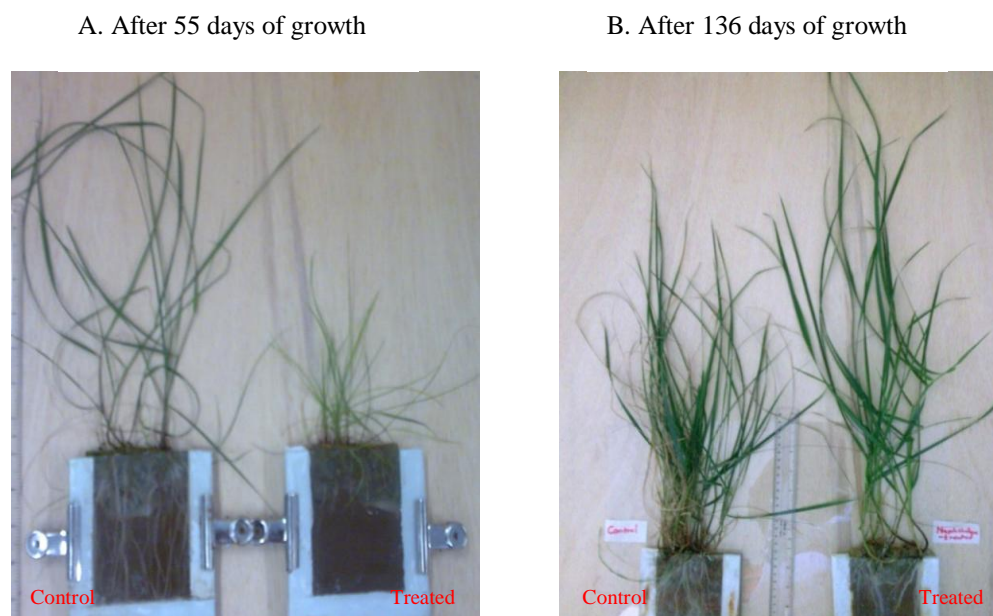 A. After 55 days of growth
B. After 136 days of growth
Control
Treated
Control
Control
Treated